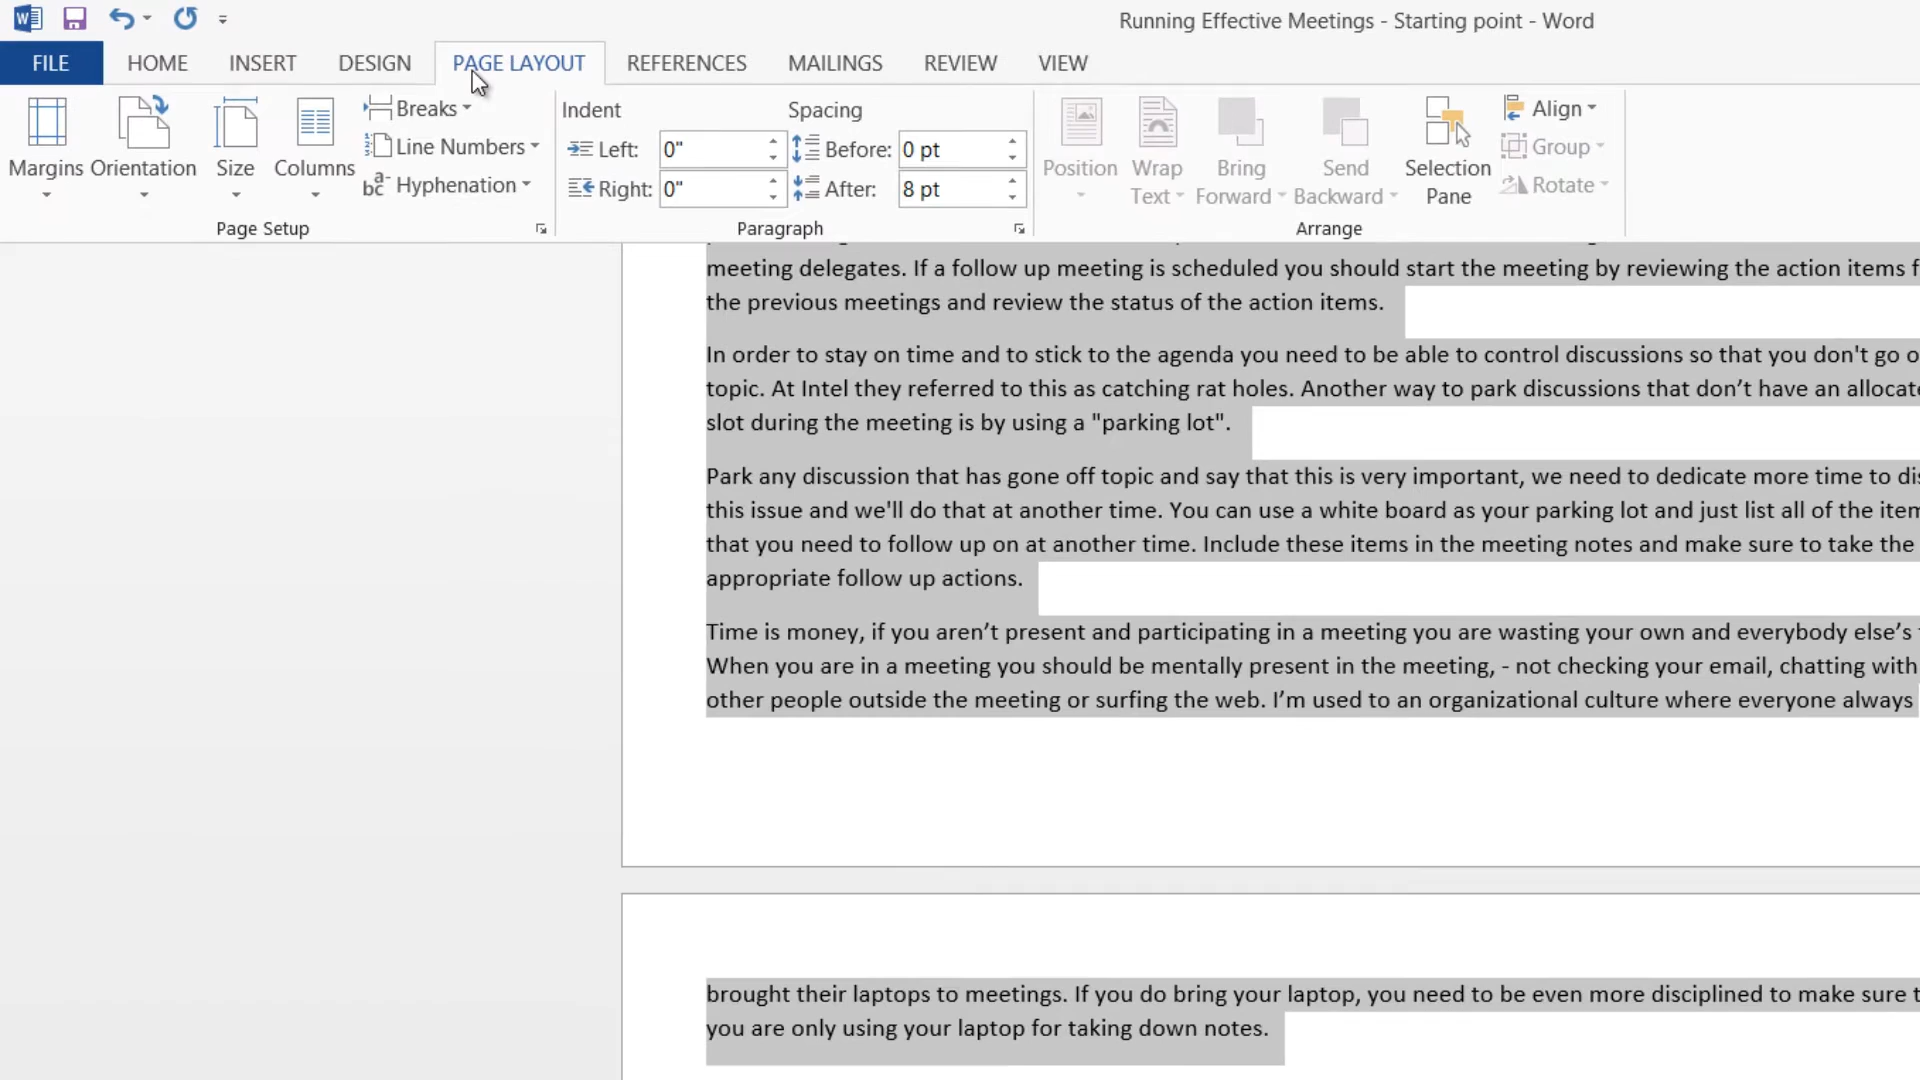 Running Effective Meetings - Starting point - Word
FILE HOME INSERT DESIGN PAGE LAYOUT REFERENCES MAILINGS REVIEW VIEW
Margins
Orientation
Size
Columns
Breaks
Line Numbers
Hyphenation
Page Setup
Indent
Left: 0"
Right: 0"
Spacing
Before: 0 pt
After: 8 pt
Paragraph
Position
Wrap
Text
Bring
Forward
Send
Backward
Selection
Pane
Align
Group
Rotate
Arrange
meeting delegates. If a follow up meeting is scheduled you should start the meeting by reviewing the action items
the previous meetings and review the status of the action items.
In order to stay on time and to stick to the agenda you need to be able to control discussions so that you don't go
topic. At Intel they referred to this as catching rat holes. Another way to park discussions that don’t have an
slot during the meeting is by using a "parking lot".
Park any discussion that has gone off topic and say that this is very important, we need to dedicate more time to
this issue and we'll do that at another time. You can use a white board as your parking lot and just list all of the
that you need to follow up on at another time. Include these items in the meeting notes and make sure to take the
appropriate follow up actions.
Time is money, if you aren’t present and participating in a meeting you are wasting your own and everybody else’s
When you are in a meeting you should be mentally present in the meeting, - not checking your email, chatting with
other people outside the meeting or surfing the web. I’m used to an organizational culture where everyone always
brought their laptops to meetings. If you do bring your laptop, you need to be even more disciplined to make sure
you are only using your laptop for taking down notes.